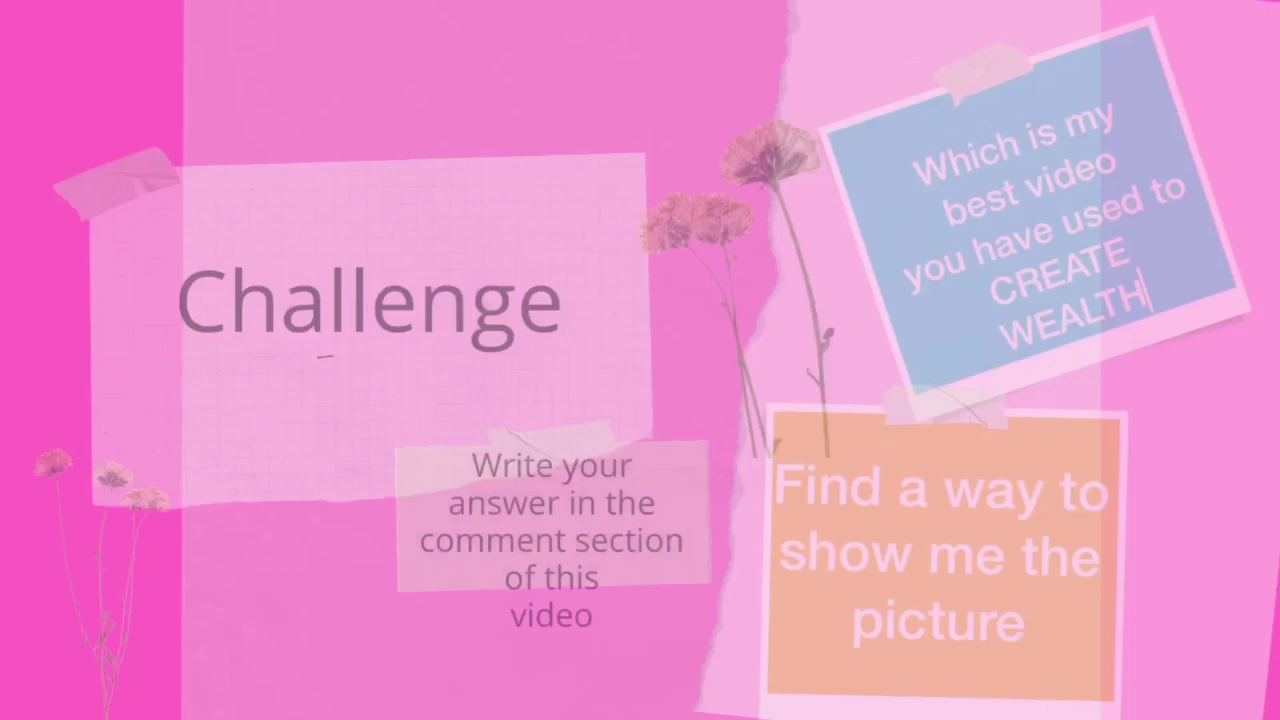 Challenge
Write your
answer in the
comment section
of this
video
Which is my
best video
you have used to
CREATE
WEALTH
Find a way to
show me the
picture